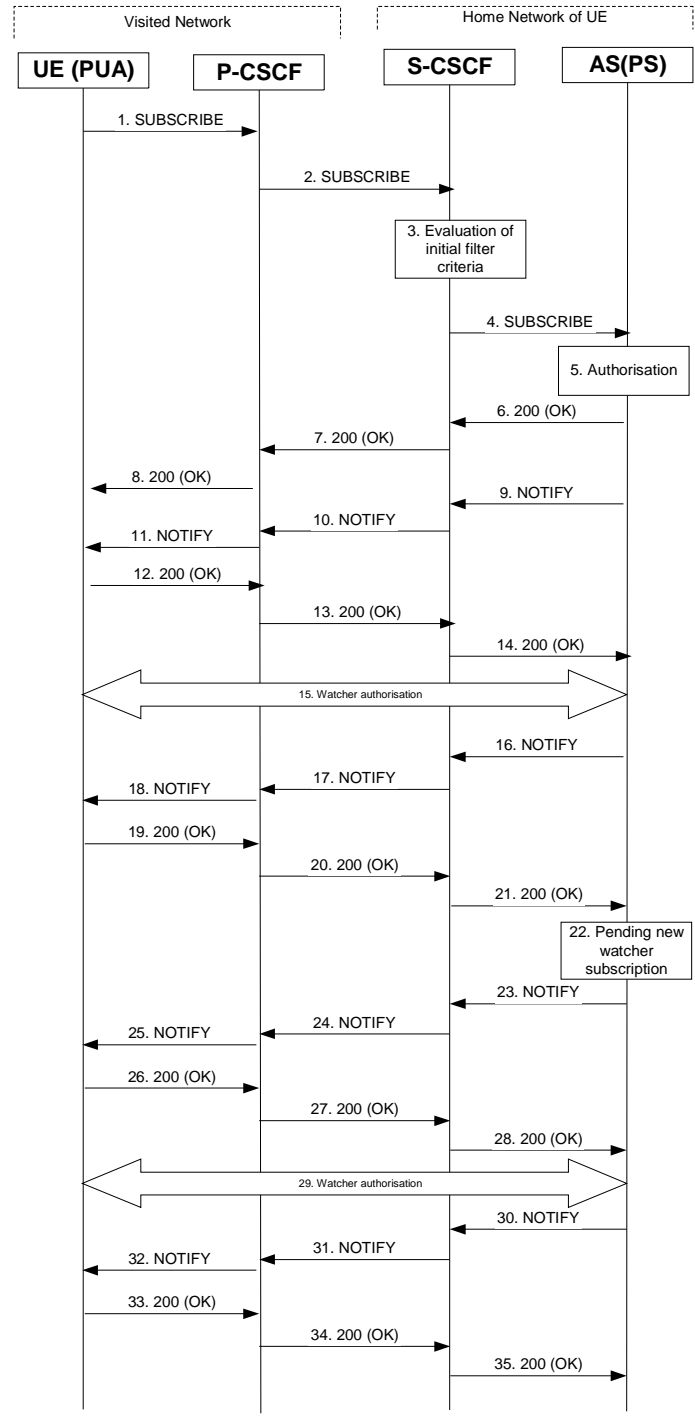 Visited Network
Home Network of UE
UE (PUA)
P-CSCF
S-CSCF
AS(PS)
1. SUBSCRIBE
2. SUBSCRIBE
3. Evaluation of
initial filter
criteria
4. SUBSCRIBE
5. Authorisation
6. 200 (OK)
7. 200 (OK)
8. 200 (OK)
9. NOTIFY
10. NOTIFY
11. NOTIFY
12. 200 (OK)
13. 200 (OK)
14. 200 (OK)
15. Watcher authorisation
16. NOTIFY
17. NOTIFY
18. NOTIFY
19. 200 (OK)
20. 200 (OK)
21. 200 (OK)
22. Pending new
watcher
subscription
23. NOTIFY
24. NOTIFY
25. NOTIFY
26. 200 (OK)
27. 200 (OK)
28. 200 (OK)
29. Watcher authorisation
30. NOTIFY
31. NOTIFY
32. NOTIFY
33. 200 (OK)
34. 200 (OK)
35. 200 (OK)